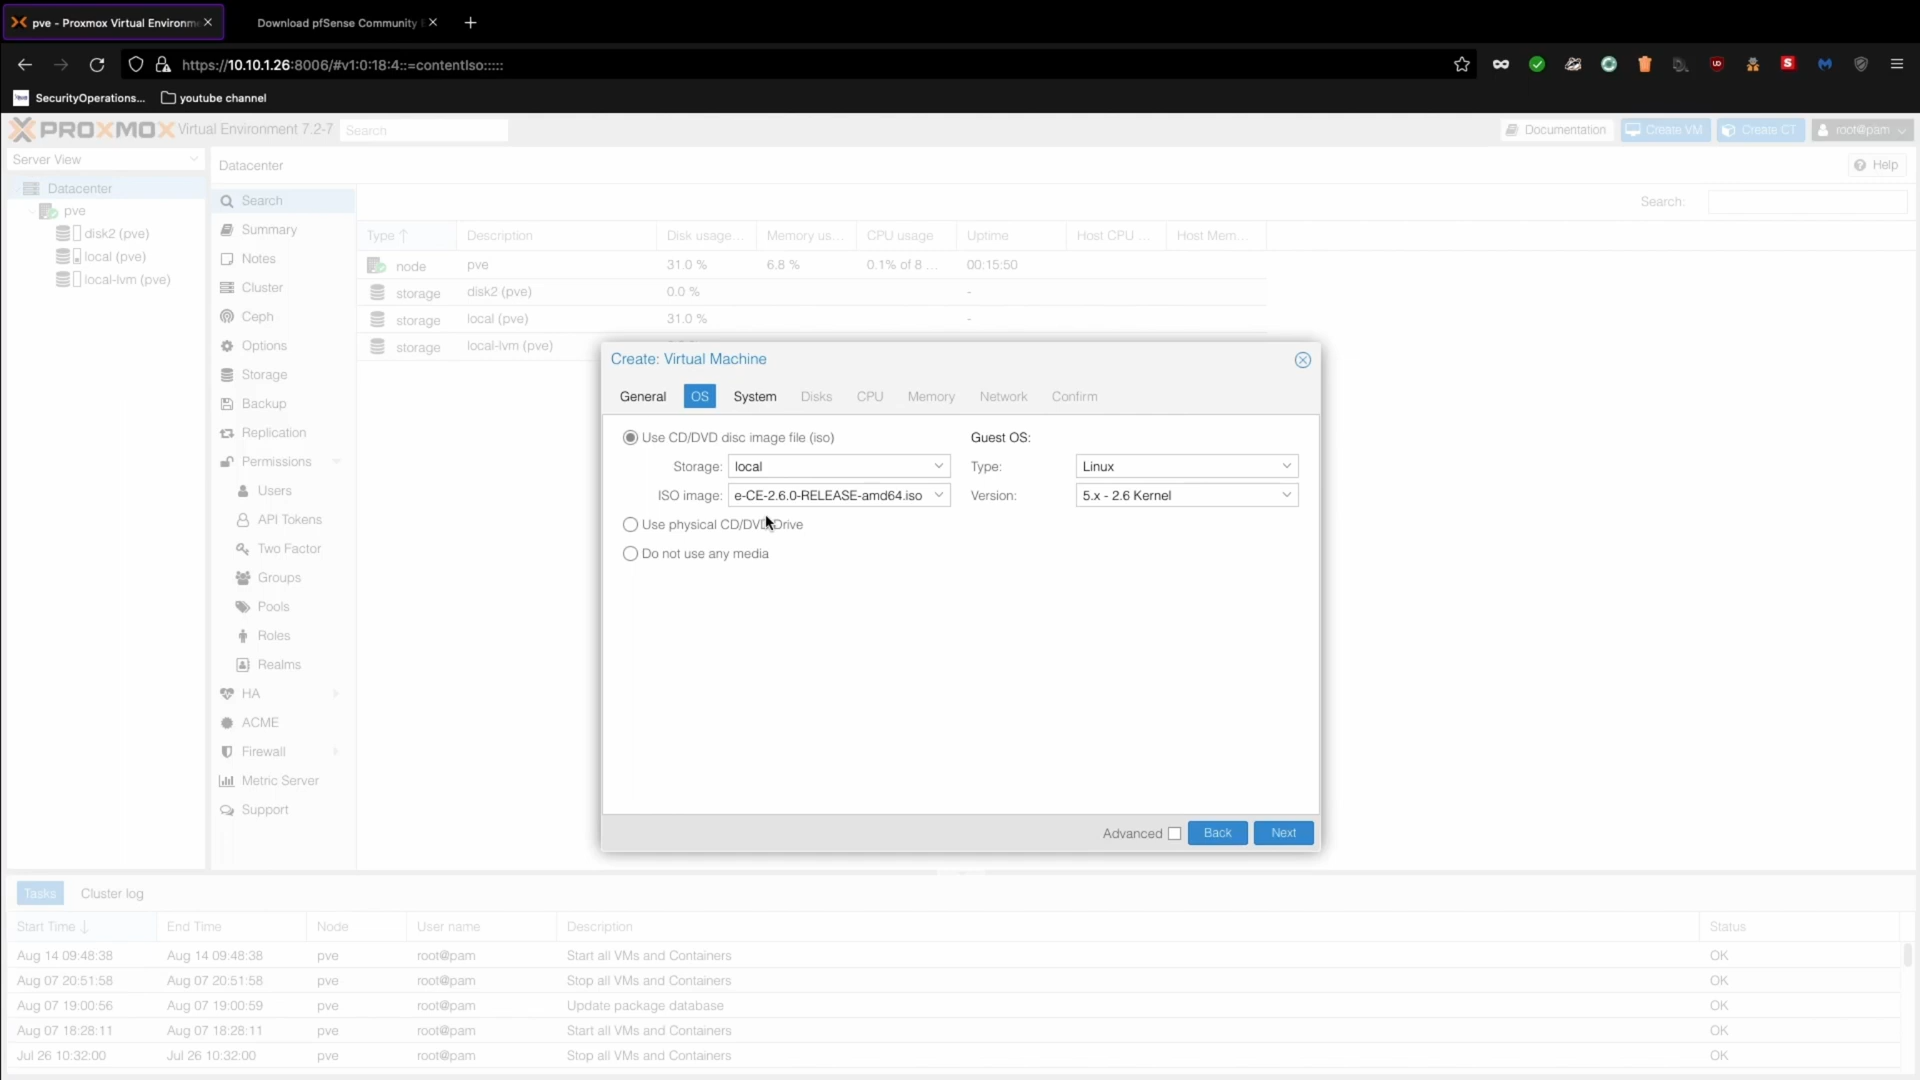 pve - Proxmox Virtual Environm
Download pfSense Community
https://10.10.1.26:8006/#v1:0:18:4::=contentIso:::::
SecurityOperations...
youtube channel
PROXMOX Virtual Environment 7.2-7
Search
Documentation
Create VM
Create CT
root@pam
Server View
Datacenter
Help
Datacenter
pve
disk2 (pve)
local (pve)
local-lvm (pve)
Search
Summary
Notes
Cluster
Ceph
Options
Storage
Backup
Replication
Permissions
Users
API Tokens
Two Factor
Groups
Pools
Roles
Realms
HA
ACME
Firewall
Metric Server
Support
Search:
Type Description Disk usage... Memory us... CPU usage Uptime Host CPU ... Host Mem...
node pve 31.0 % 6.8 % 0.1% of 8 ... 00:15:50
storage disk2 (pve) 0.0 % -
storage local (pve) 31.0 % -
storage local-lvm (pve)
Create: Virtual Machine
General OS System Disks CPU Memory Network Confirm
Use CD/DVD disc image file (iso)
Storage: local
ISO image: e-CE-2.6.0-RELEASE-amd64.iso
Use physical CD/DVD Drive
Do not use any media
Guest OS:
Type: Linux
Version: 5.x - 2.6 Kernel
Advanced Back Next
Tasks Cluster log
Start Time End Time Node User name Description Status
Aug 14 09:48:38 Aug 14 09:48:38 pve root@pam Start all VMs and Containers OK
Aug 07 20:51:58 Aug 07 20:51:58 pve root@pam Stop all VMs and Containers OK
Aug 07 19:00:56 Aug 07 19:00:59 pve root@pam Update package database OK
Aug 07 18:28:11 Aug 07 18:28:11 pve root@pam Start all VMs and Containers OK
Jul 26 10:32:00 Jul 26 10:32:00 pve root@pam Stop all VMs and Containers OK